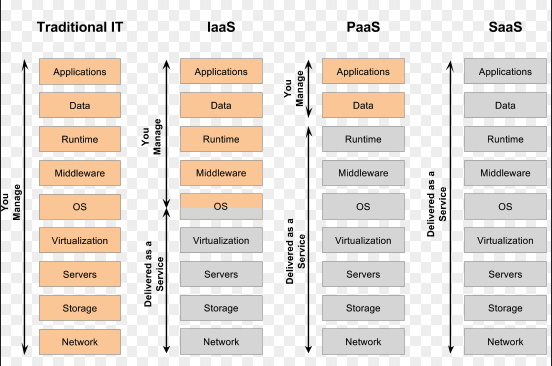 Traditional IT
IaaS
PaaS
SaaS
You
Manage
Applications
Data
Runtime
Middleware
OS
Virtualization
Servers
Storage
Network
You
Manage
Delivered as a
Service
Applications
Data
Runtime
Middleware
OS
Virtualization
Servers
Storage
Network
You
Manage
Delivered as a
Service
Applications
Data
Runtime
Middleware
OS
Virtualization
Servers
Storage
Network
Delivered as a
Service
Applications
Data
Runtime
Middleware
OS
Virtualization
Servers
Storage
Network